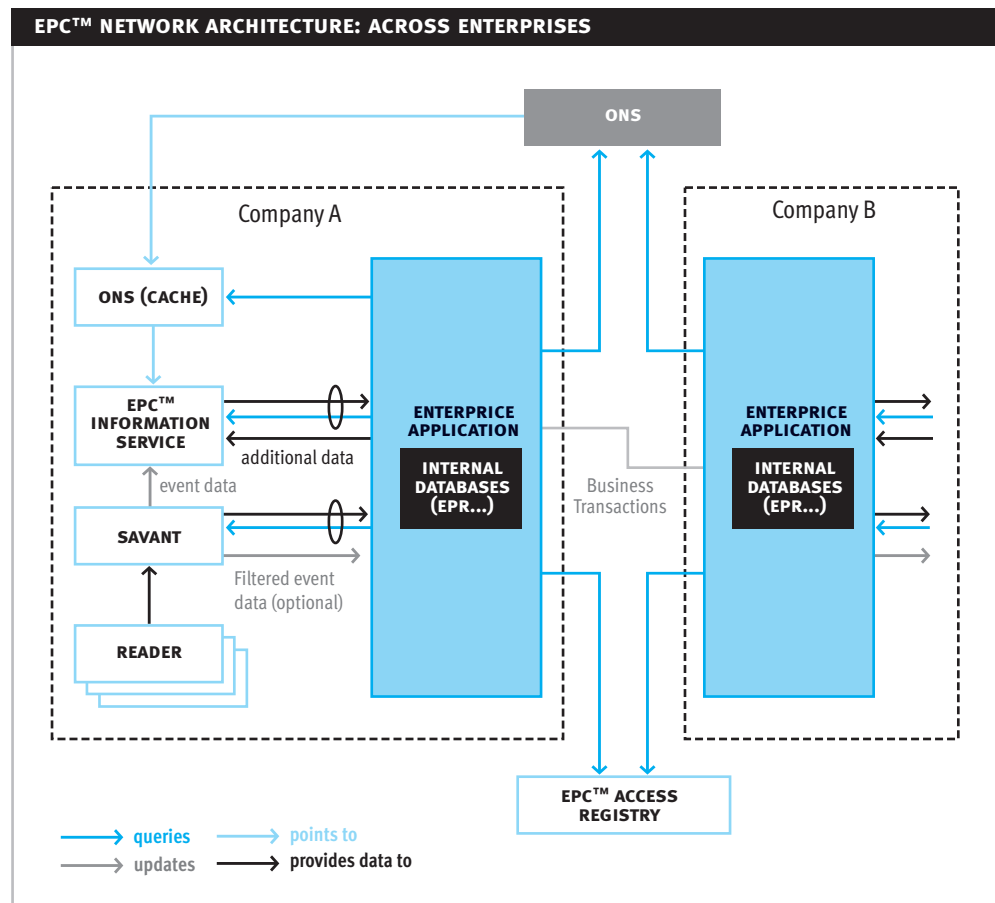 EPC™ NETWORK ARCHITECTURE: ACROSS ENTERPRISES
ONS
Company A
Company B
ONS (CACHE)
EPC™
INFORMATION
SERVICE
additional data
event data
SAVANT
Filtered event
data (optional)
READER
ENTERPRICE
APPLICATION
INTERNAL
DATABASES
(EPR...)
Business
Transactions
ENTERPRICE
APPLICATION
INTERNAL
DATABASES
(EPR...)
EPC™ ACCESS
REGISTRY
queries
points to
updates
provides data to